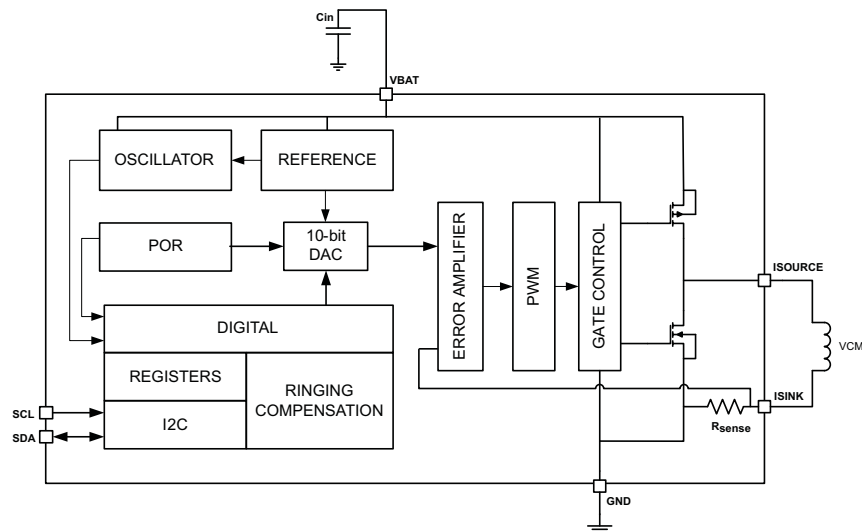 Cin
VBAT
OSCILLATOR
REFERENCE
POR
10-bit
DAC
DIGITAL
REGISTERS
I2C
RINGING
COMPENSATION
ERROR AMPLIFIER
PWM
GATE CONTROL
ISOURCE
VCM
ISINK
Rsense
SCL
SDA
GND